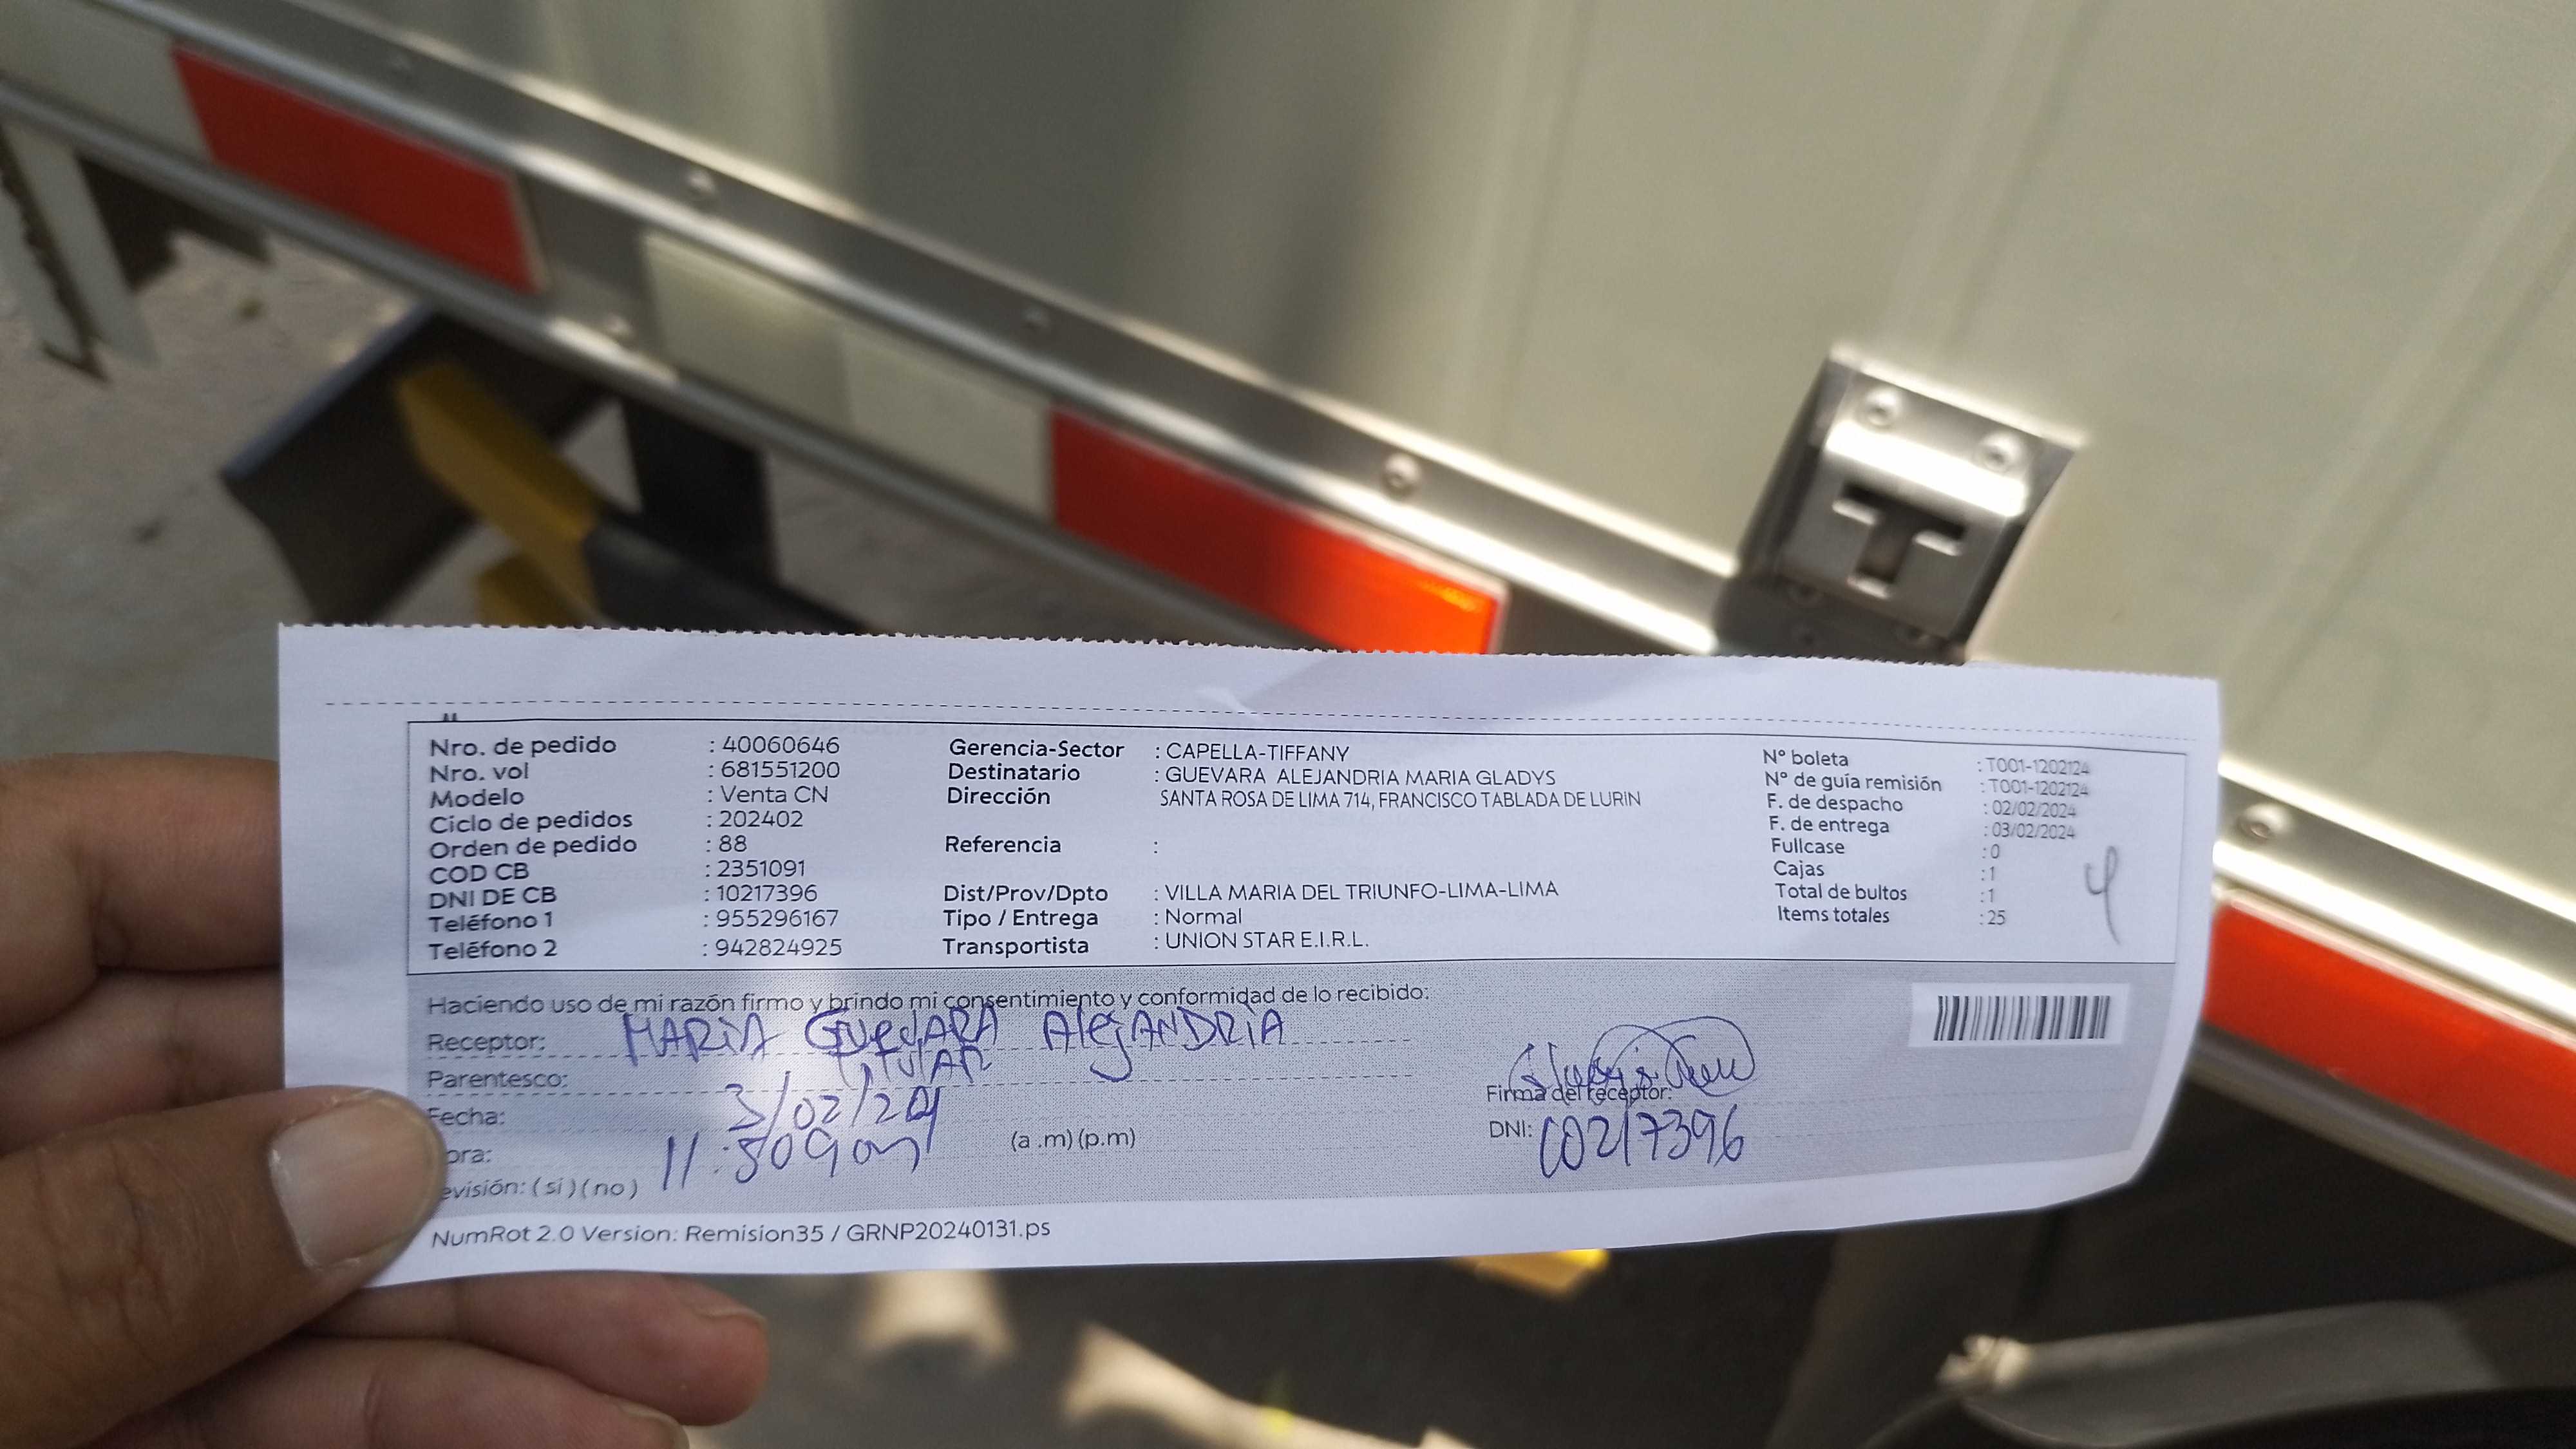 Nro. de pedido : 40060646
Nro. vol : 681551200
Modelo : Venta CN
Ciclo de pedidos : 202402
Orden de pedido : 88
COD CB : 2351091
DNI DE CB : 10217396
Teléfono 1 : 955296167
Teléfono 2 : 942824925
Gerencia-Sector : CAPELLA-TIFFANY
Destinatario : GUEVARA ALEJANDRIA MARIA GLADYS
Dirección SANTA ROSA DE LIMA 714, FRANCISCO TABLADA DE LURIN
Referencia :
Dist/Prov/Dpto : VILLA MARIA DEL TRIUNFO-LIMA-LIMA
Tipo / Entrega : Normal
Transportista : UNION STAR E.I.R.L.
N° boleta : T001-1202124
N° de guía remisión : T001-1202124
F. de despacho : 02/02/2024
F. de entrega : 03/02/2024
Fullcase : 0
Cajas : 1
Total de bultos : 1
Items totales : 25
Haciendo uso de mi razón firmo y brindo mi consentimiento y conformidad de lo recibido:
Receptor: MARIA GUEVARA AlejANDRIA
Parentesco: TITULAR
Fecha: 3/02/24
ora: (a .m) (p.m)
evisión: ( sí ) ( no )
Firma del receptor:
DNI: 10217396
NumRot 2.0 Version: Remision35 / GRNP20240131.ps